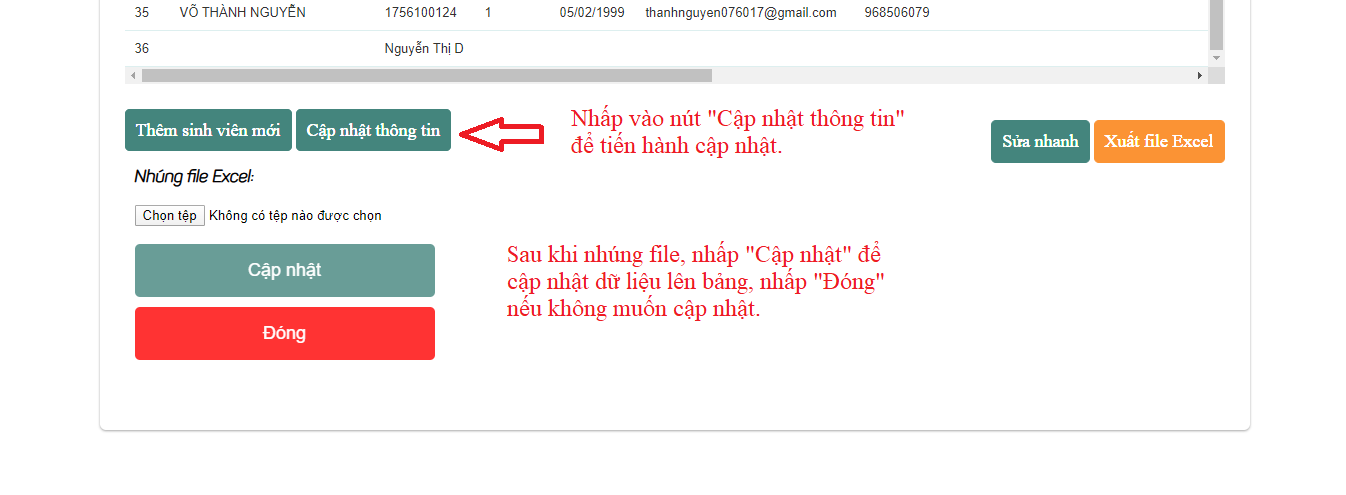 35 VÕ THÀNH NGUYỄN 1756100124 1 05/02/1999 thanhnguyen076017@gmail.com 968506079
36 Nguyễn Thị D
Thêm sinh viên mới Cập nhật thông tin
Nhấp vào nút "Cập nhật thông tin"
để tiến hành cập nhật.
Sửa nhanh Xuất file Excel
Nhúng file Excel:
Chọn tệp Không có tệp nào được chọn
Cập nhật
Đóng
Sau khi nhúng file, nhấp "Cập nhật" để
cập nhật dữ liệu lên bảng, nhấp "Đóng"
nếu không muốn cập nhật.